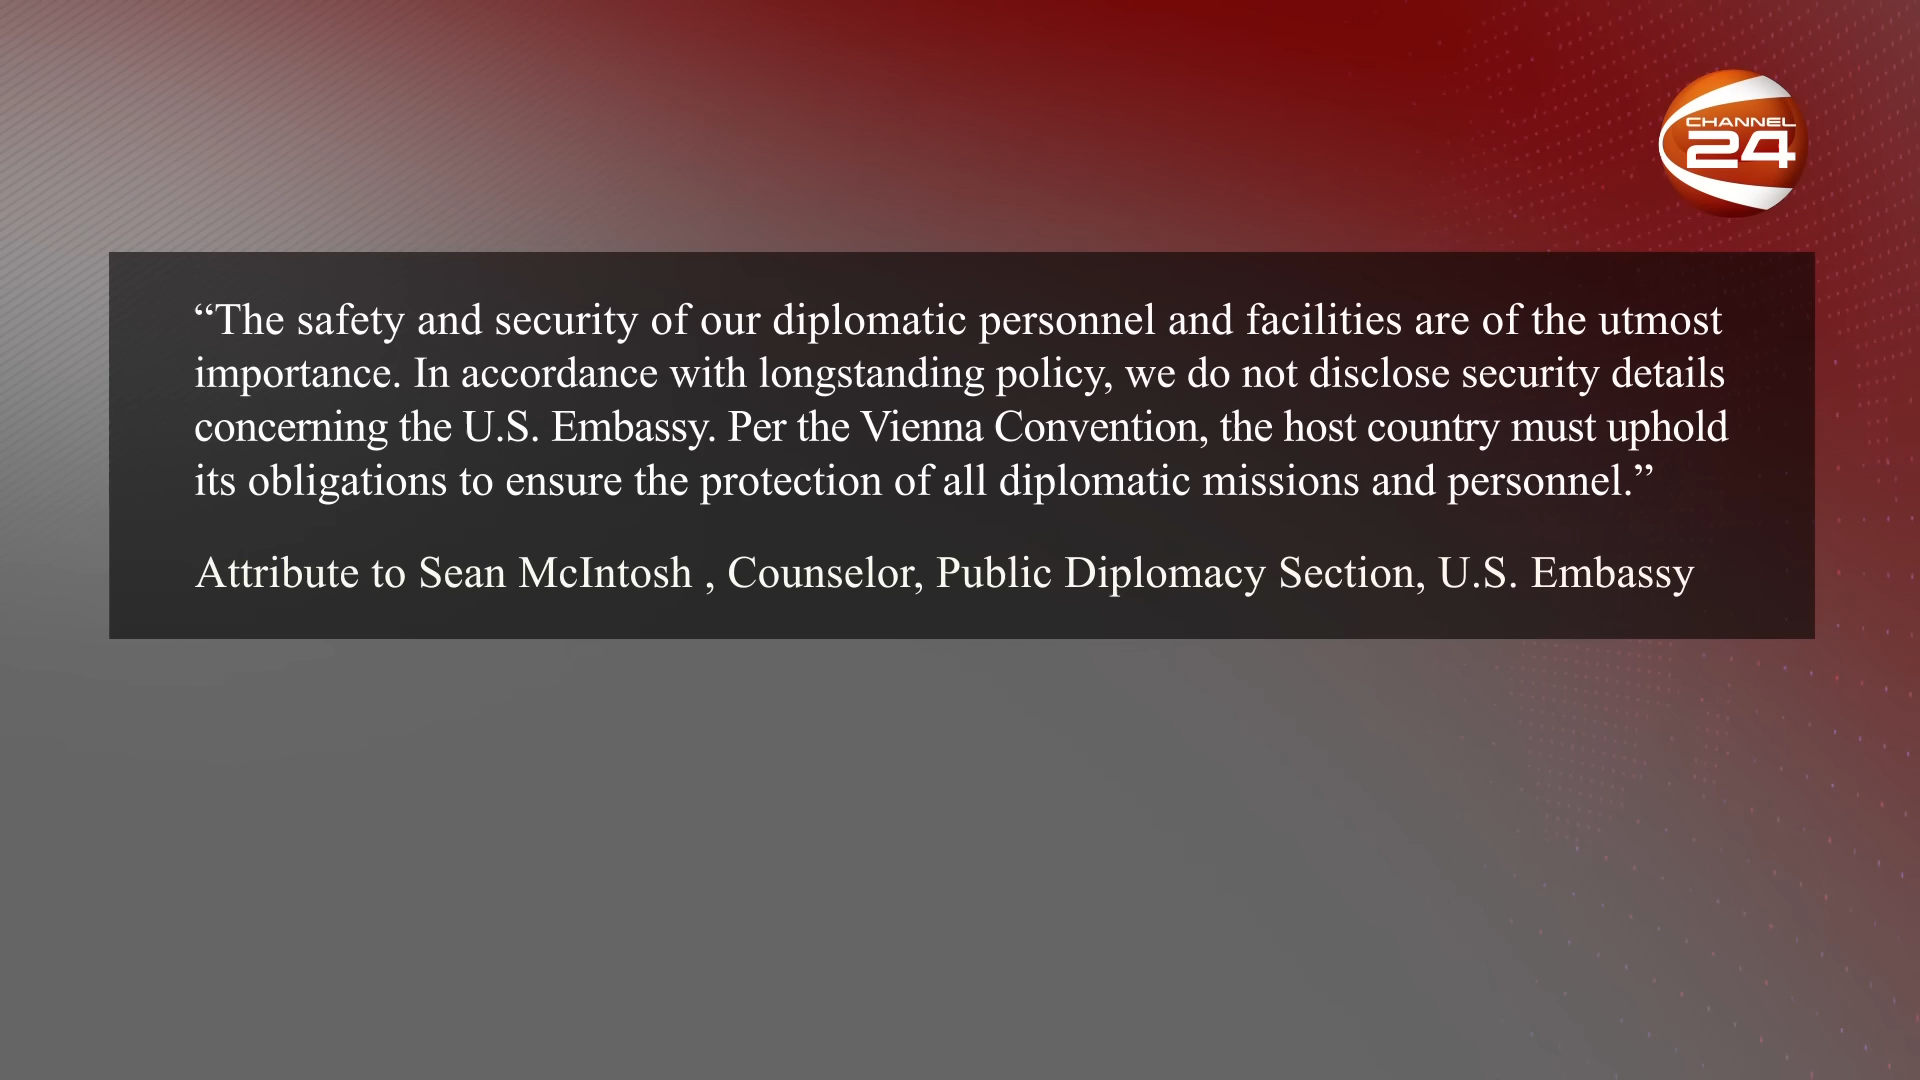 CHANNEL
24
“The safety and security of our diplomatic personnel and facilities are of the utmost
importance. In accordance with longstanding policy, we do not disclose security details
concerning the U.S. Embassy. Per the Vienna Convention, the host country must uphold
its obligations to ensure the protection of all diplomatic missions and personnel.”
Attribute to Sean McIntosh , Counselor, Public Diplomacy Section, U.S. Embassy